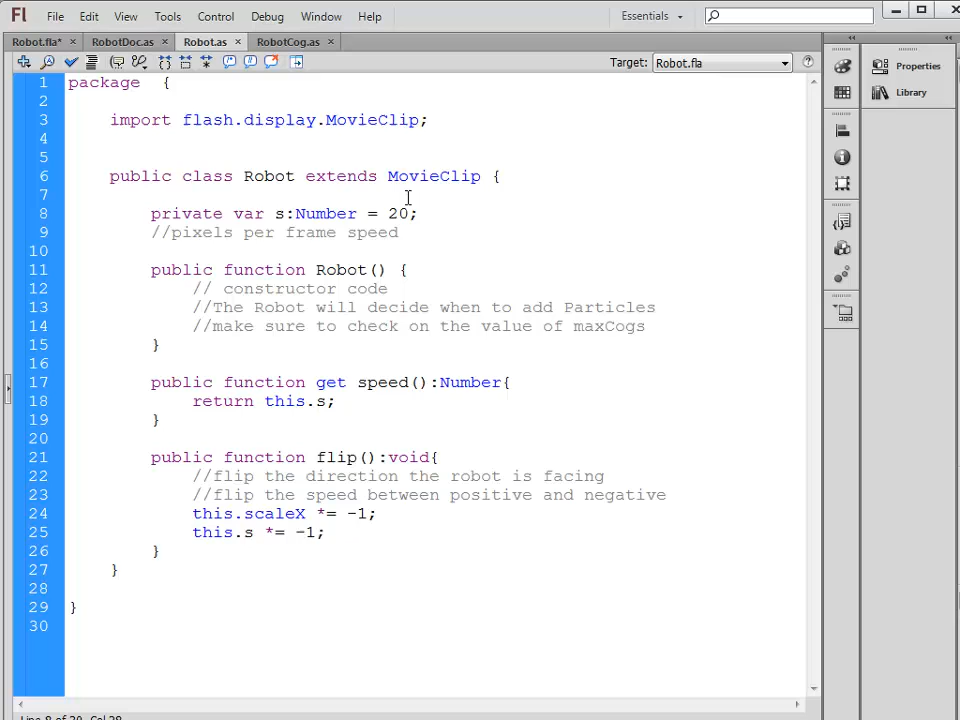 Fl File Edit View Tools Control Debug Window Help Essentials
Robot.fla* × RobotDoc.as × Robot.as × RobotCog.as ×
Target: Robot.fla
Properties
Library
1 package {
2
3 import flash.display.MovieClip;
4
5
6 public class Robot extends MovieClip {
7
8 private var s:Number = 20;
9 //pixels per frame speed
10
11 public function Robot() {
12 // constructor code
13 //The Robot will decide when to add Particles
14 //make sure to check on the value of maxCogs
15 }
16
17 public function get speed():Number{
18 return this.s;
19 }
20
21 public function flip():void{
22 //flip the direction the robot is facing
23 //flip the speed between positive and negative
24 this.scaleX *= -1;
25 this.s *= -1;
26 }
27 }
28
29 }
30
Line 8 of 30, Col 28